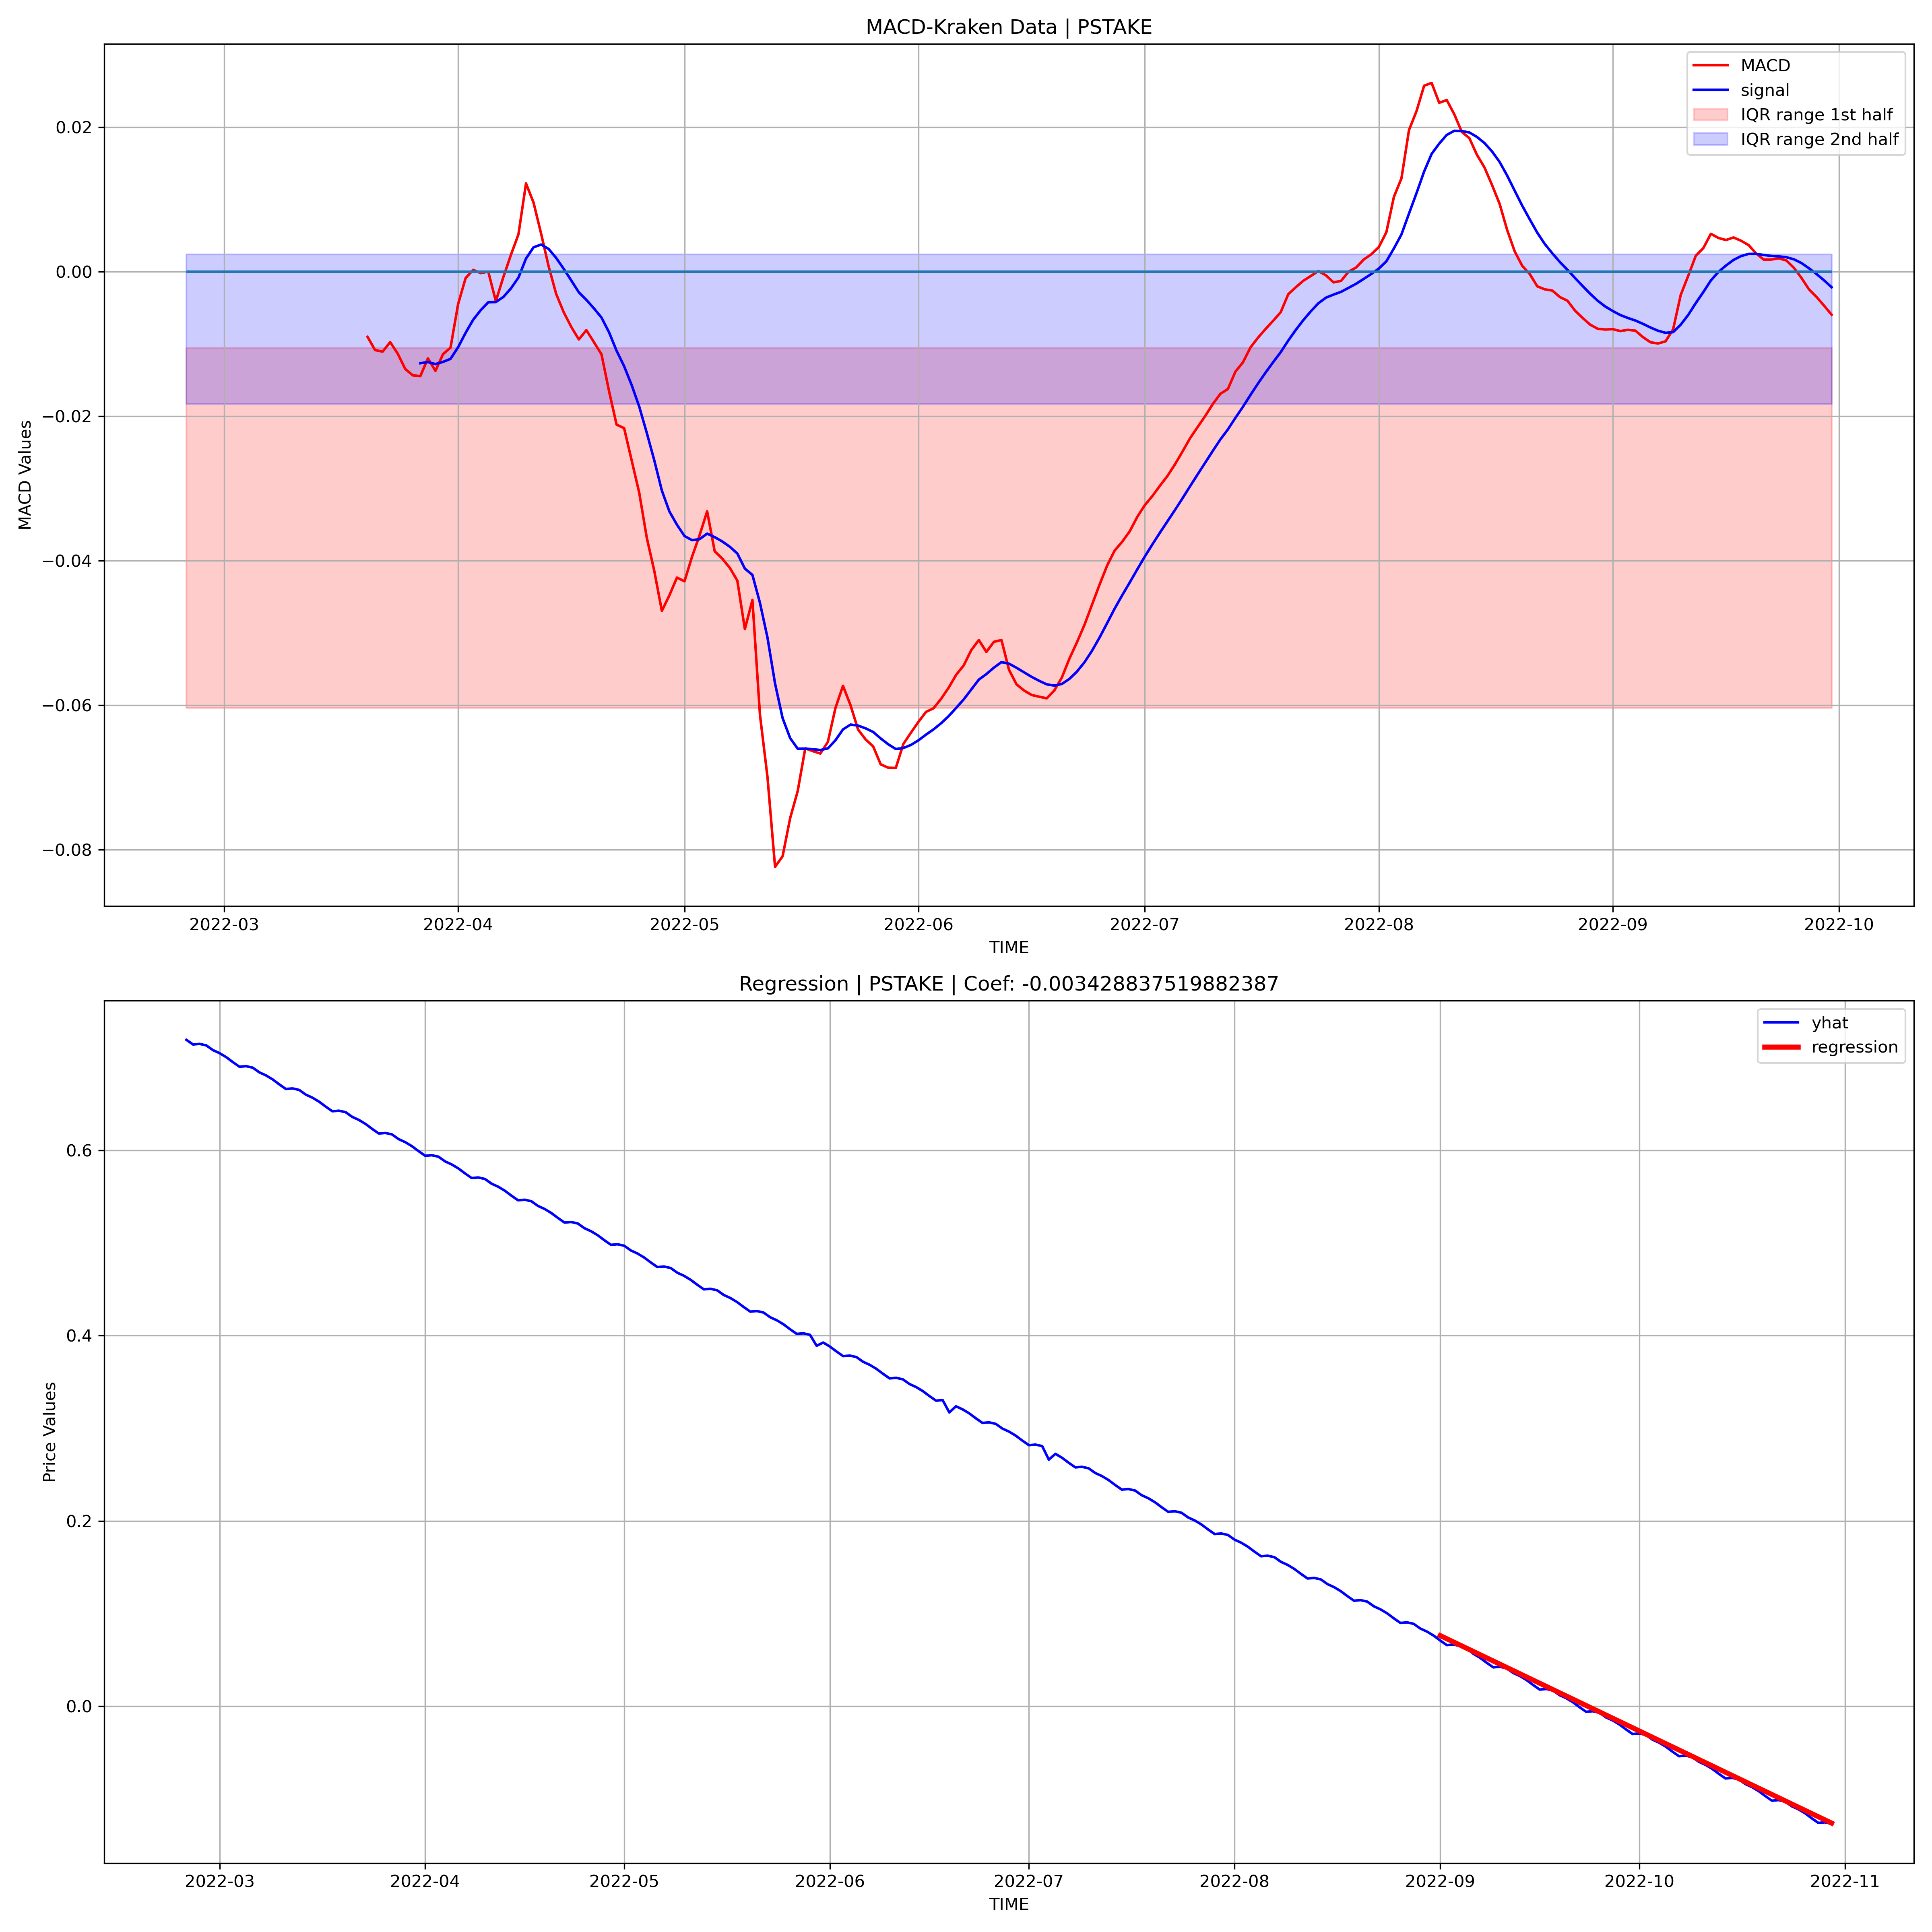 MACD-Kraken Data | PSTAKE
MACD
signal
IQR range 1st half
IQR range 2nd half
0.02
0.00
−0.02
−0.04
−0.06
−0.08
MACD Values
2022-03 2022-04 2022-05 2022-06 2022-07 2022-08 2022-09 2022-10
TIME
Regression | PSTAKE | Coef: -0.003428837519882387
yhat
regression
0.6
0.4
0.2
0.0
Price Values
2022-03 2022-04 2022-05 2022-06 2022-07 2022-08 2022-09 2022-10 2022-11
TIME